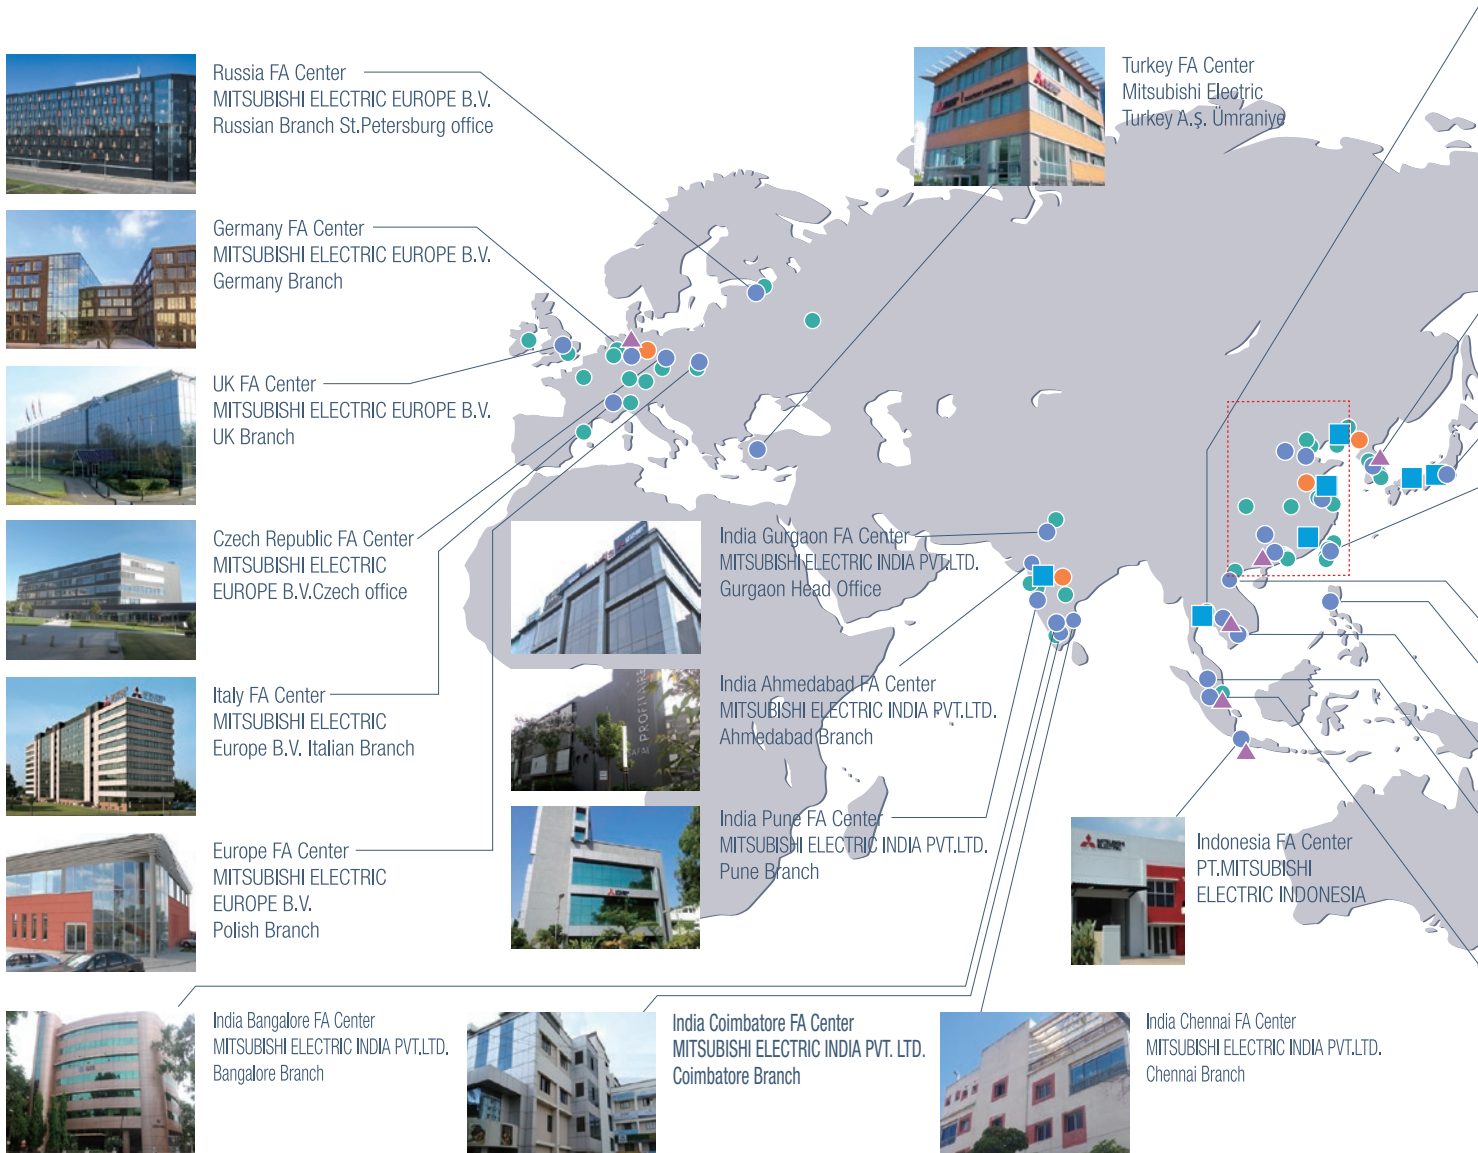 Russia FA Center
MITSUBISHI ELECTRIC EUROPE B.V.
Russian Branch St.Petersburg office
Germany FA Center
MITSUBISHI ELECTRIC EUROPE B.V.
Germany Branch
UK FA Center
MITSUBISHI ELECTRIC EUROPE B.V.
UK Branch
Czech Republic FA Center
MITSUBISHI ELECTRIC
EUROPE B.V.Czech office
Italy FA Center
MITSUBISHI ELECTRIC
Europe B.V. Italian Branch
Europe FA Center
MITSUBISHI ELECTRIC
EUROPE B.V.
Polish Branch
Turkey FA Center
Mitsubishi Electric
Turkey A.Ş. Ümraniye
India Gurgaon FA Center
MITSUBISHI ELECTRIC INDIA PVT.LTD.
Gurgaon Head Office
India Ahmedabad FA Center
MITSUBISHI ELECTRIC INDIA PVT.LTD.
Ahmedabad Branch
PROFITAIRE
India Pune FA Center
MITSUBISHI ELECTRIC INDIA PVT.LTD.
Pune Branch
Indonesia FA Center
PT.MITSUBISHI
ELECTRIC INDONESIA
India Bangalore FA Center
MITSUBISHI ELECTRIC INDIA PVT.LTD.
Bangalore Branch
India Coimbatore FA Center
MITSUBISHI ELECTRIC INDIA PVT. LTD.
Coimbatore Branch
India Chennai FA Center
MITSUBISHI ELECTRIC INDIA PVT.LTD.
Chennai Branch